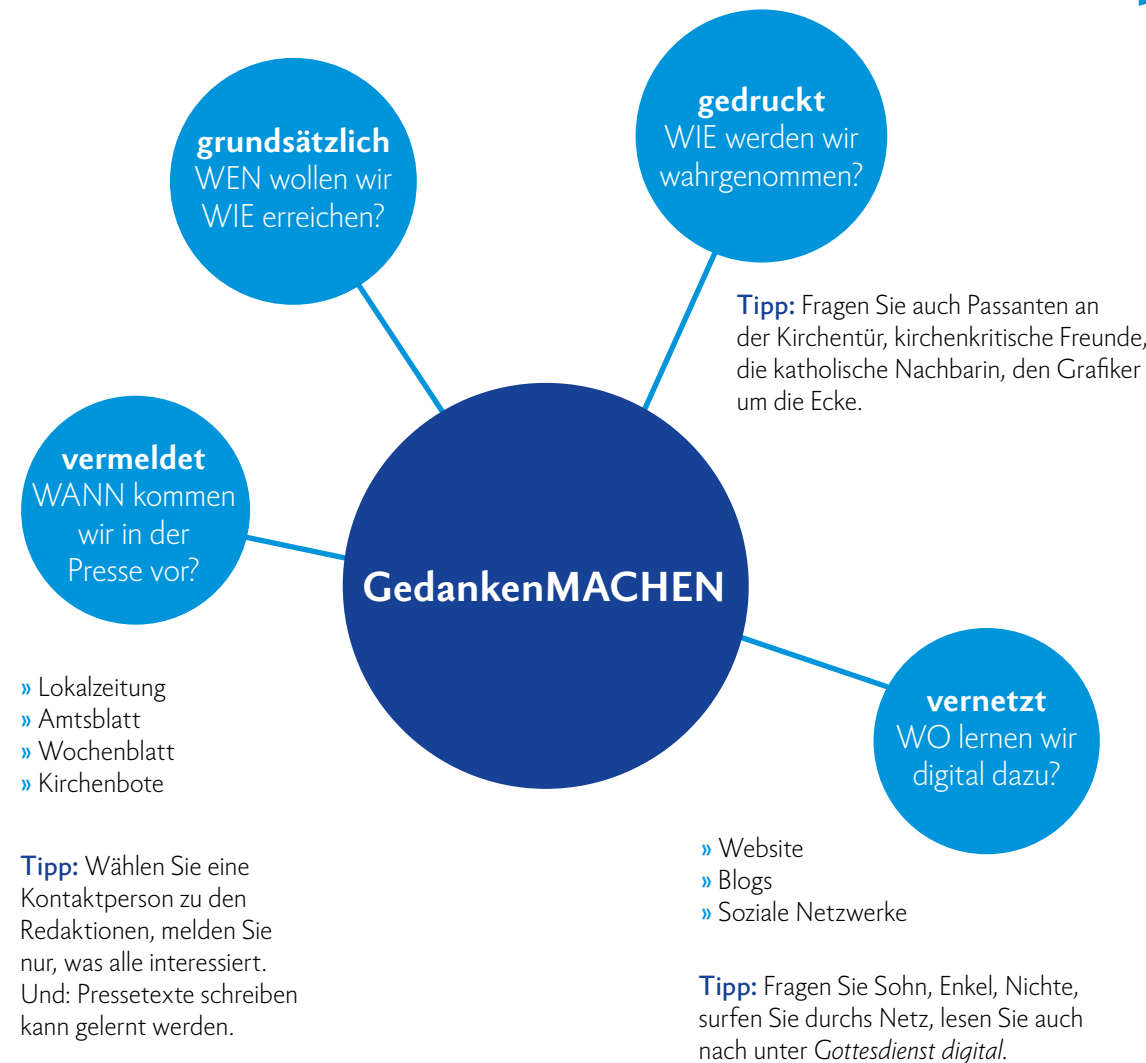 grundsätzlich
WEN wollen wir
WIE erreichen?
gedruckt
WIE werden wir
wahrgenommen?
Tipp: Fragen Sie auch Passanten an
der Kirchentür, kirchenkritische Freunde,
die katholische Nachbarin, den Grafiker
um die Ecke.
vermeldet
WANN kommen
wir in der
Presse vor?
GedankenMACHEN
» Lokalzeitung
» Amtsblatt
» Wochenblatt
» Kirchenbote
Tipp: Wählen Sie eine
Kontaktperson zu den
Redaktionen, melden Sie
nur, was alle interessiert.
Und: Pressetexte schreiben
kann gelernt werden.
vernetzt
WO lernen wir
digital dazu?
» Website
» Blogs
» Soziale Netzwerke
Tipp: Fragen Sie Sohn, Enkel, Nichte,
surfen Sie durchs Netz, lesen Sie auch
nach unter Gottesdienst digital.